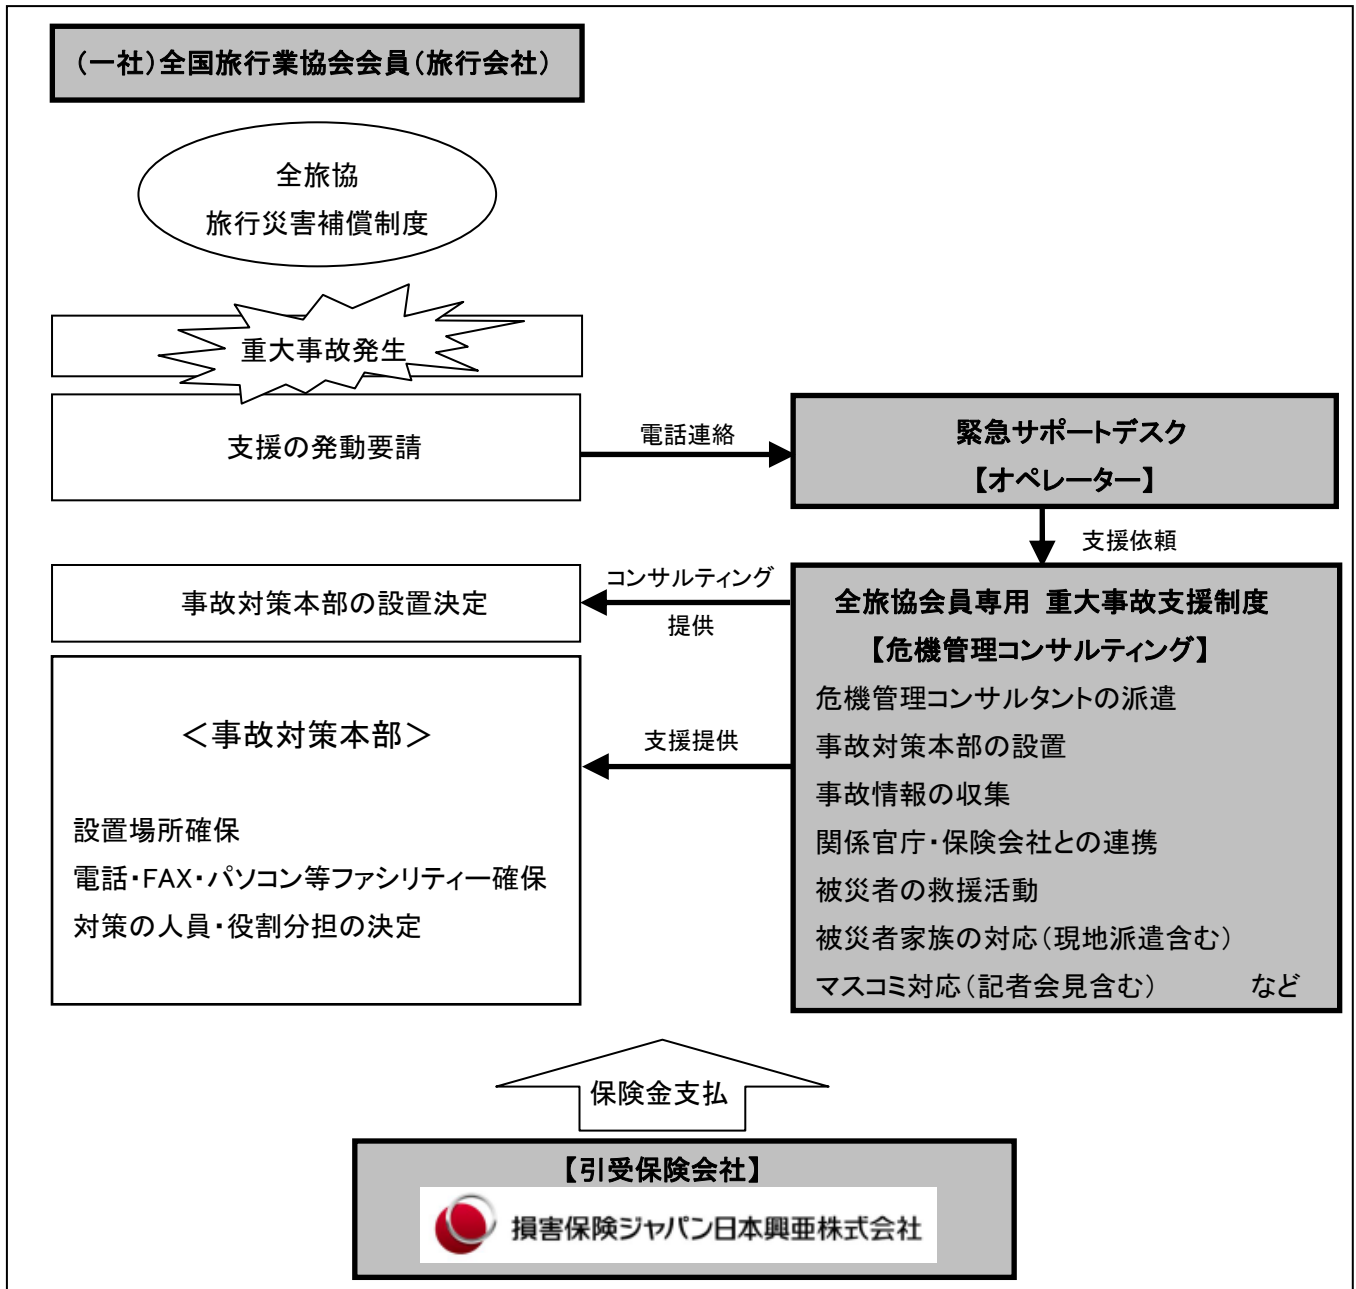 (一社)全国旅行業協会会員(旅行会社)
全旅協
旅行災害補償制度
重大事故発生
支援の発動要請
電話連絡
緊急サポートデスク
【オペレーター】
支援依頼
事故対策本部の設置決定
コンサルティング
提供
全旅協会員専用 重大事故支援制度
【危機管理コンサルティング】
危機管理コンサルタントの派遣
事故対策本部の設置
事故情報の収集
関係官庁・保険会社との連携
被災者の救援活動
被災者家族の対応(現地派遣含む)
マスコミ対応(記者会見含む) など
支援提供
＜事故対策本部＞
設置場所確保
電話・FAX・パソコン等ファシリティー確保
対策の人員・役割分担の決定
保険金支払
【引受保険会社】
損害保険ジャパン日本興亜株式会社